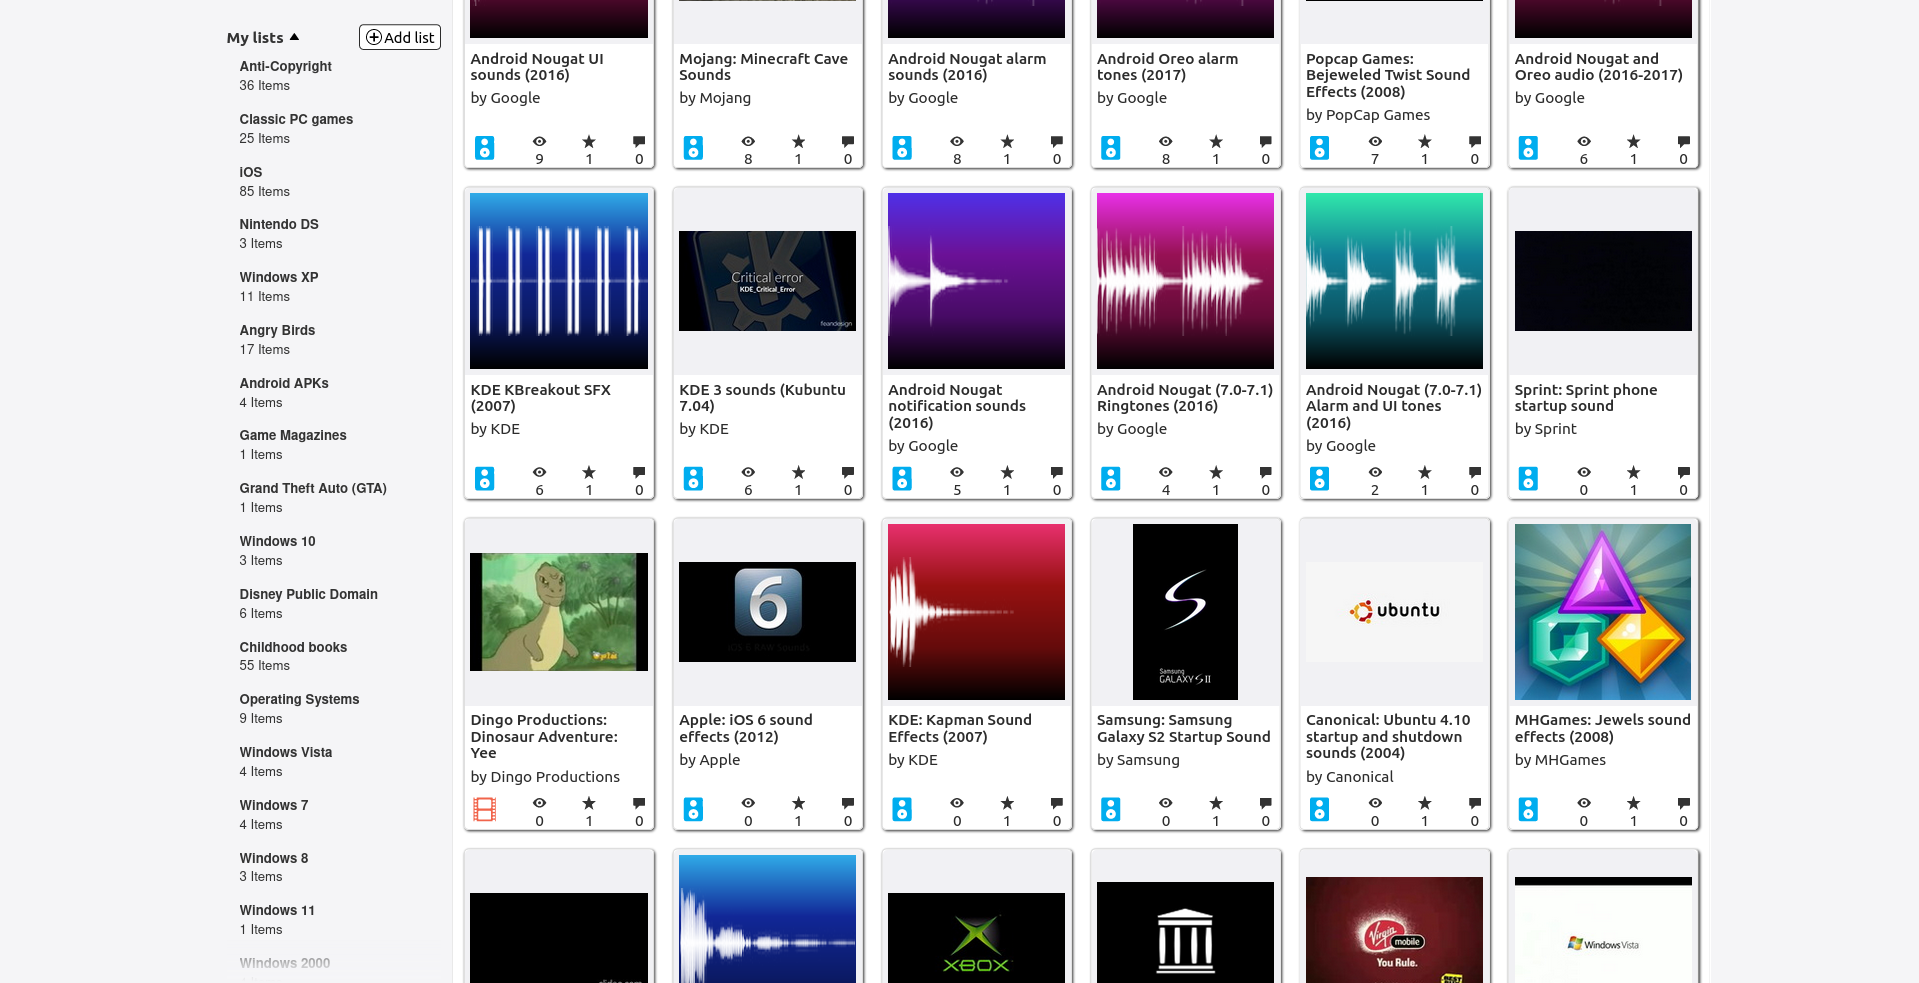 My lists
Add list
Anti-Copyright
36 Items
Classic PC games
25 Items
iOS
85 Items
Nintendo DS
3 Items
Windows XP
11 Items
Angry Birds
17 Items
Android APKs
4 Items
Game Magazines
1 Items
Grand Theft Auto (GTA)
1 Items
Windows 10
3 Items
Disney Public Domain
6 Items
Childhood books
55 Items
Operating Systems
9 Items
Windows Vista
4 Items
Windows 7
4 Items
Windows 8
3 Items
Windows 11
1 Items
Windows 2000
Android Nougat UI
sounds (2016)
by Google
9 1 0
Mojang: Minecraft Cave
Sounds
by Mojang
8 1 0
Android Nougat alarm
sounds (2016)
by Google
8 1 0
Android Oreo alarm
tones (2017)
by Google
8 1 0
Popcap Games:
Bejeweled Twist Sound
Effects (2008)
by PopCap Games
7 1 0
Android Nougat and
Oreo audio (2016-2017)
by Google
6 1 0
KDE KBreakout SFX
(2007)
by KDE
6 1 0
Critical error
KDE_Critical_Error
feandesign
KDE 3 sounds (Kubuntu
7.04)
by KDE
6 1 0
Android Nougat
notification sounds
(2016)
by Google
5 1 0
Android Nougat (7.0-7.1)
Ringtones (2016)
by Google
4 1 0
Android Nougat (7.0-7.1)
Alarm and UI tones
(2016)
by Google
2 1 0
Sprint: Sprint phone
startup sound
by Sprint
0 1 0
Dingo Productions:
Dinosaur Adventure:
Yee
by Dingo Productions
0 1 0
6
iOS 6 RAW Sounds
Apple: iOS 6 sound
effects (2012)
by Apple
0 1 0
KDE: Kapman Sound
Effects (2007)
by KDE
0 1 0
S
Samsung
GALAXY S II
Samsung: Samsung
Galaxy S2 Startup Sound
by Samsung
0 1 0
ubuntu
Canonical: Ubuntu 4.10
startup and shutdown
sounds (2004)
by Canonical
0 1 0
MHGames: Jewels sound
effects (2008)
by MHGames
0 1 0
XBOX
Virgin
mobile
You Rule.
Windows Vista